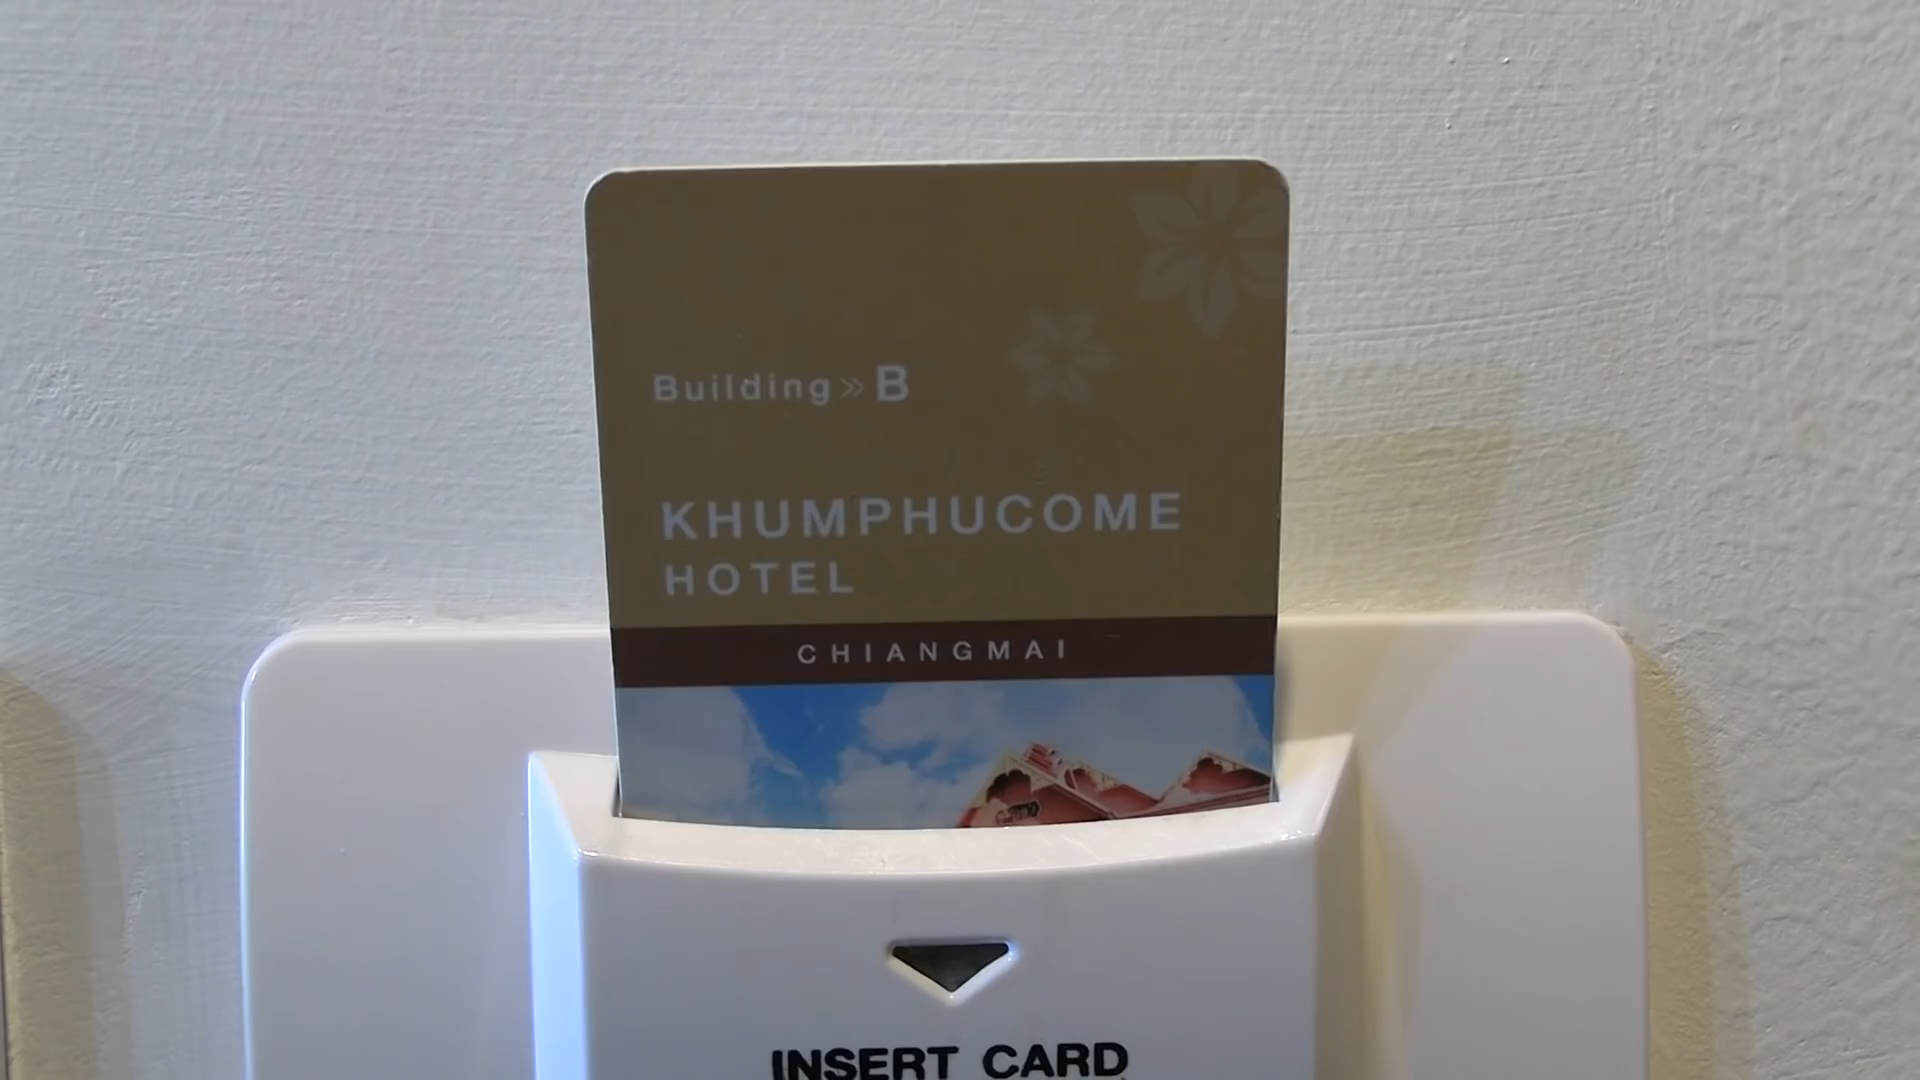 Building » B
KHUMPHUCOME
HOTEL
CHIANGMAI
INSERT CARD